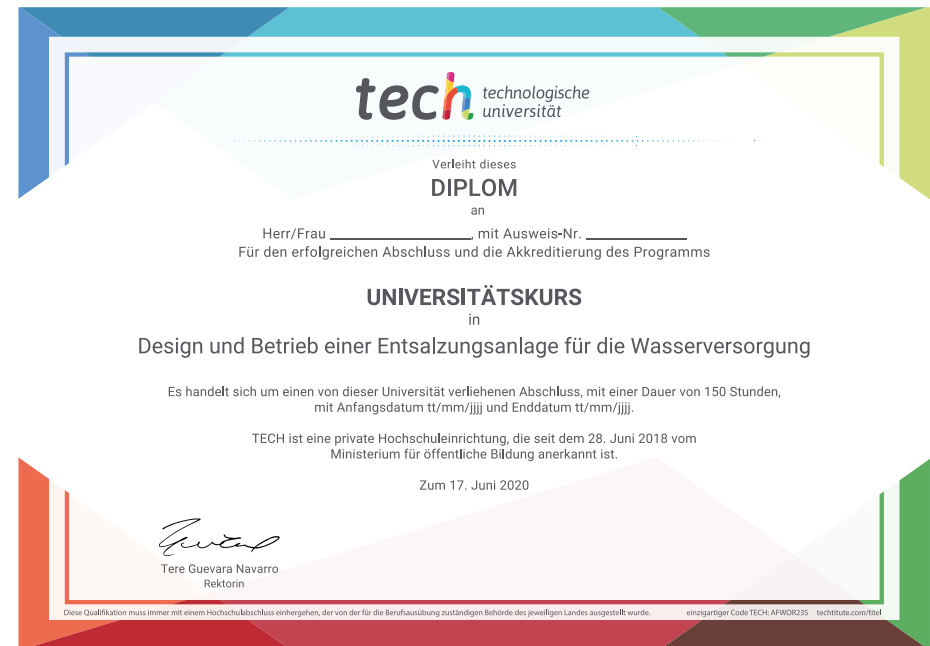 tech technologische
universität
Verleiht dieses
DIPLOM
an
Herr/Frau ____________________, mit Ausweis-Nr. ______________
Für den erfolgreichen Abschluss und die Akkreditierung des Programms
UNIVERSITÄTSKURS
in
Design und Betrieb einer Entsalzungsanlage für die Wasserversorgung
Es handelt sich um einen von dieser Universität verliehenen Abschluss, mit einer Dauer von 150 Stunden,
mit Anfangsdatum tt/mm/jjjj und Enddatum tt/mm/jjjj.
TECH ist eine private Hochschuleinrichtung, die seit dem 28. Juni 2018 vom
Ministerium für öffentliche Bildung anerkannt ist.
Zum 17. Juni 2020
Tere Guevara Navarro
Rektorin
Diese Qualifikation muss immer mit einem Hochschulabschluss einhergehen, der von der für die Berufsausübung zuständigen Behörde des jeweiligen Landes ausgestellt wurde. einzigartiger Code TECH: AFWOR23S techtitute.com/titel